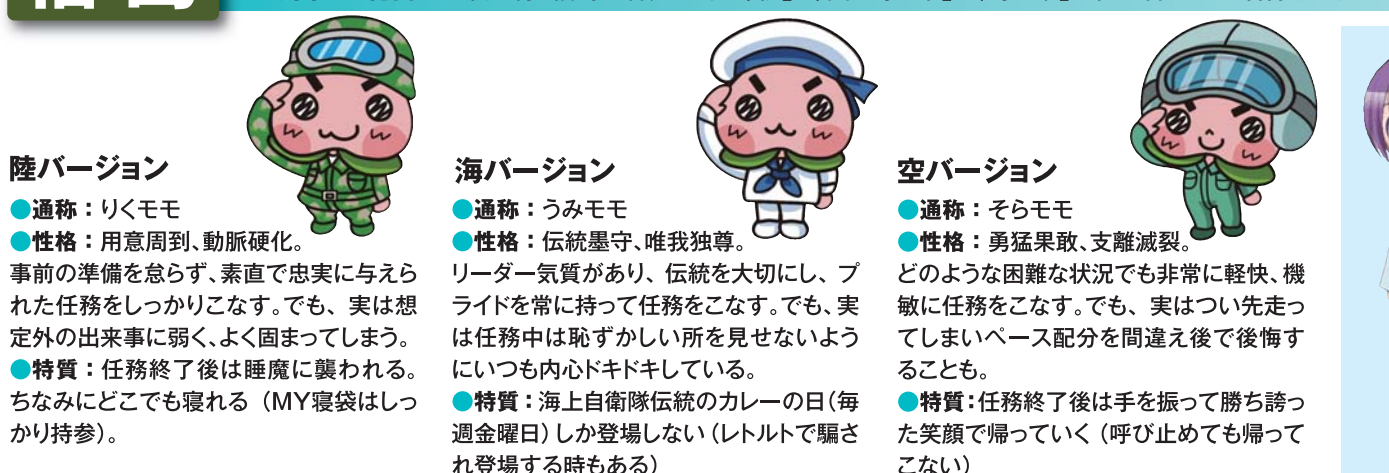 陸バージョン
●通称：りくモモ
●性格：用意周到、動脈硬化。
事前の準備を怠らず、素直で忠実に与えら
れた任務をしっかりこなす。でも、実は想
定外の出来事に弱く、よく固まってしまう。
●特質：任務終了後は睡魔に襲われる。
ちなみにどこでも寝れる（MY寝袋はしっ
かり持参）。
海バージョン
●通称：うみモモ
●性格：伝統墨守、唯我独尊。
リーダー気質があり、伝統を大切にし、プ
ライドを常に持って任務をこなす。でも、実
は任務中は恥ずかしい所を見せないよう
にいつも内心ドキドキしている。
●特質：海上自衛隊伝統のカレーの日（毎
週金曜日）しか登場しない（レトルトで騙さ
れ登場する時もある）
空バージョン
●通称：そらモモ
●性格：勇猛果敢、支離滅裂。
どのような困難な状況でも非常に軽快、機
敏に任務をこなす。でも、実はつい先走っ
てしまいペース配分を間違え後で後悔す
ることも。
●特質：任務終了後は手を振って勝ち誇っ
た笑顔で帰っていく（呼び止めても帰って
こない）